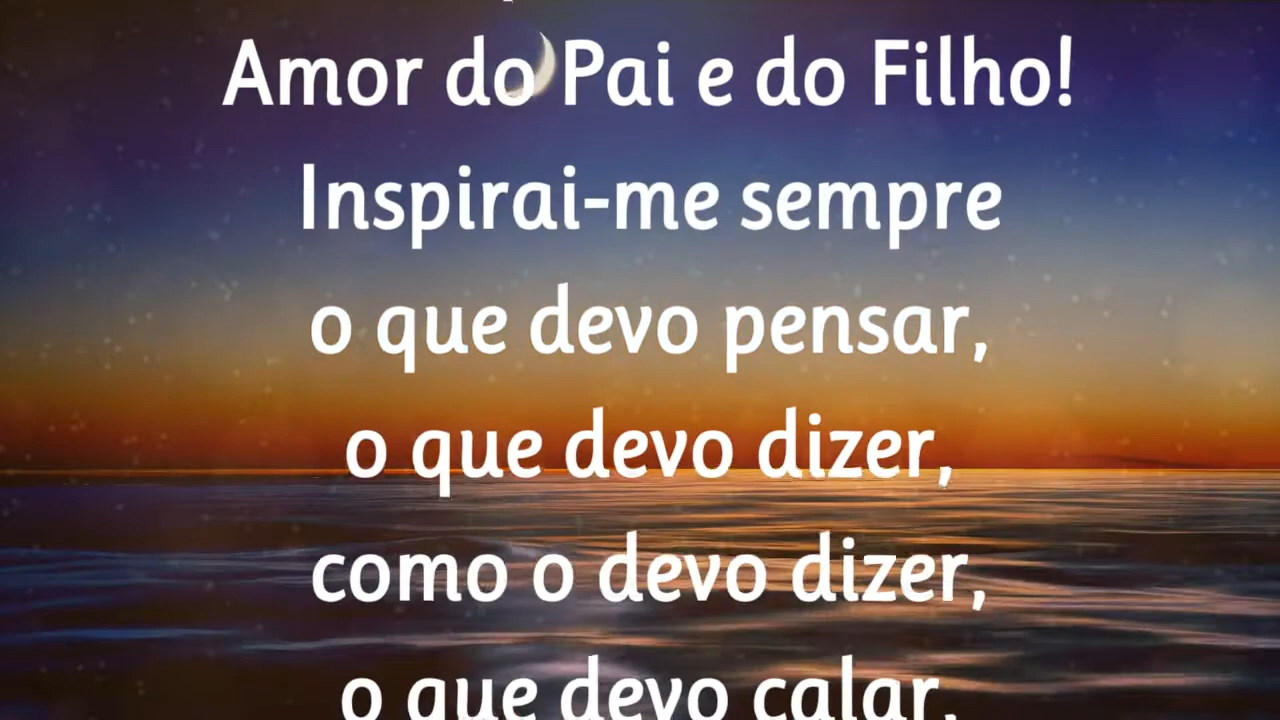 Amor do Pai e do Filho!
Inspirai-me sempre
o que devo pensar,
o que devo dizer,
como o devo dizer,
o que devo calar,